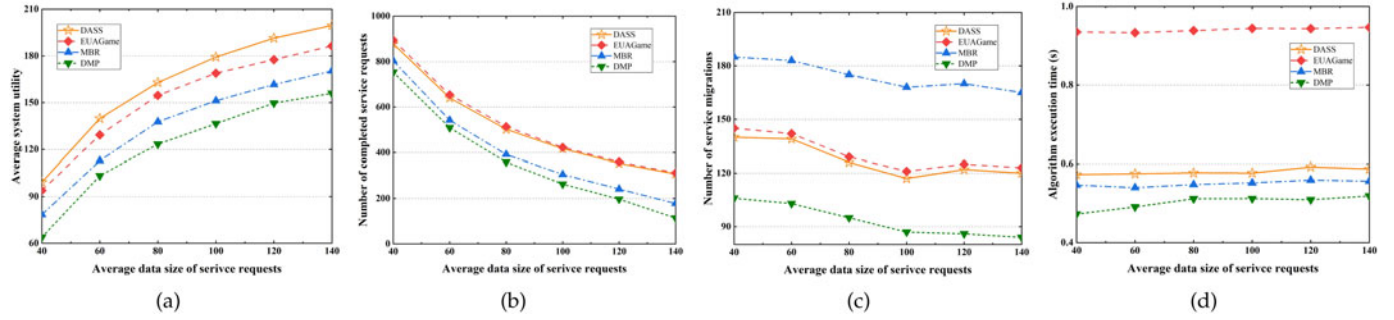 210
180
150
120
90
60
40
60
80
100
120
140
Average system utility
Average data size of serivce requests
DASS
EUAGame
MBR
DMP
(a)
1000
800
600
400
200
0
40
60
80
100
120
140
Number of completed service requests
Average data size of serivce requests
DASS
EUAGame
MBR
DMP
(b)
210
180
150
120
90
40
60
80
100
120
140
Number of service migrations
Average data size of serivce requests
DASS
EUAGame
MBR
DMP
(c)
1.0
0.8
0.6
0.4
40
60
80
100
120
140
Algorithm execution time (s)
Average data size of serivce requests
DASS
EUAGame
MBR
DMP
(d)